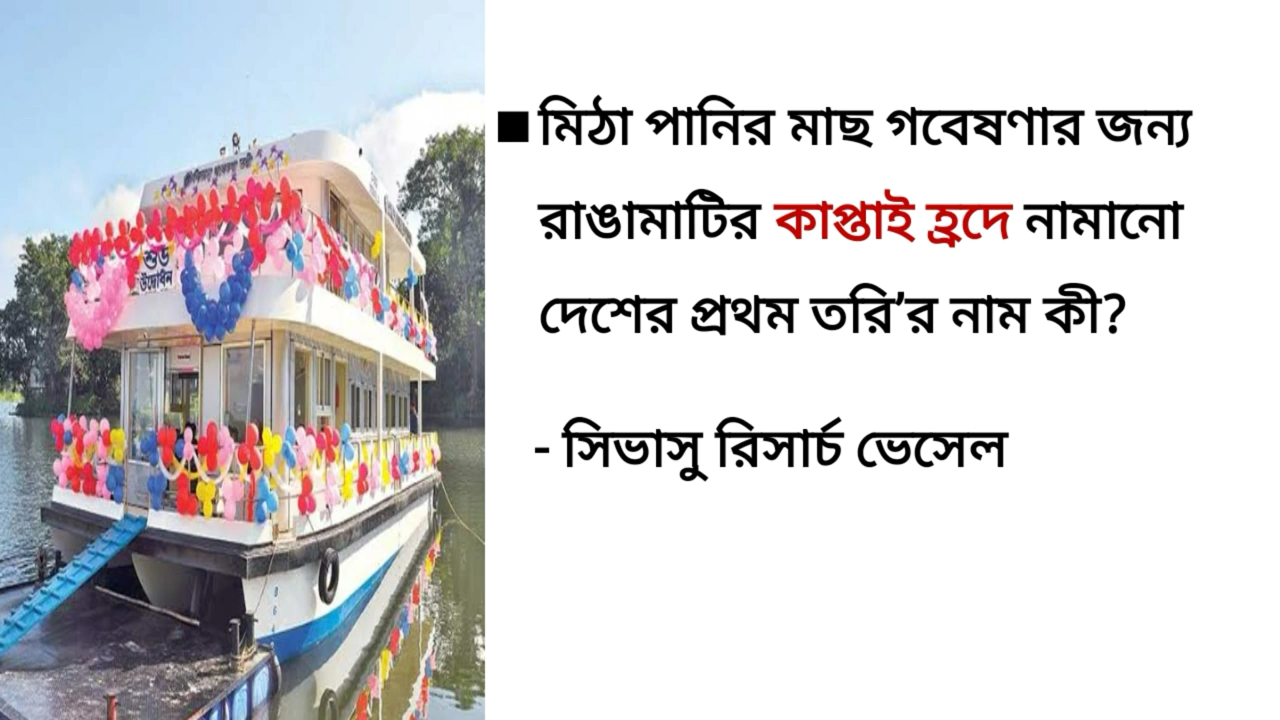 শুভ
উদ্বোধন
■ মিঠা পানির মাছ গবেষণার জন্য
রাঙামাটির কাপ্তাই হ্রদে নামানো
দেশের প্রথম তরি’র নাম কী?
- সিভাসু রিসার্চ ভেসেল